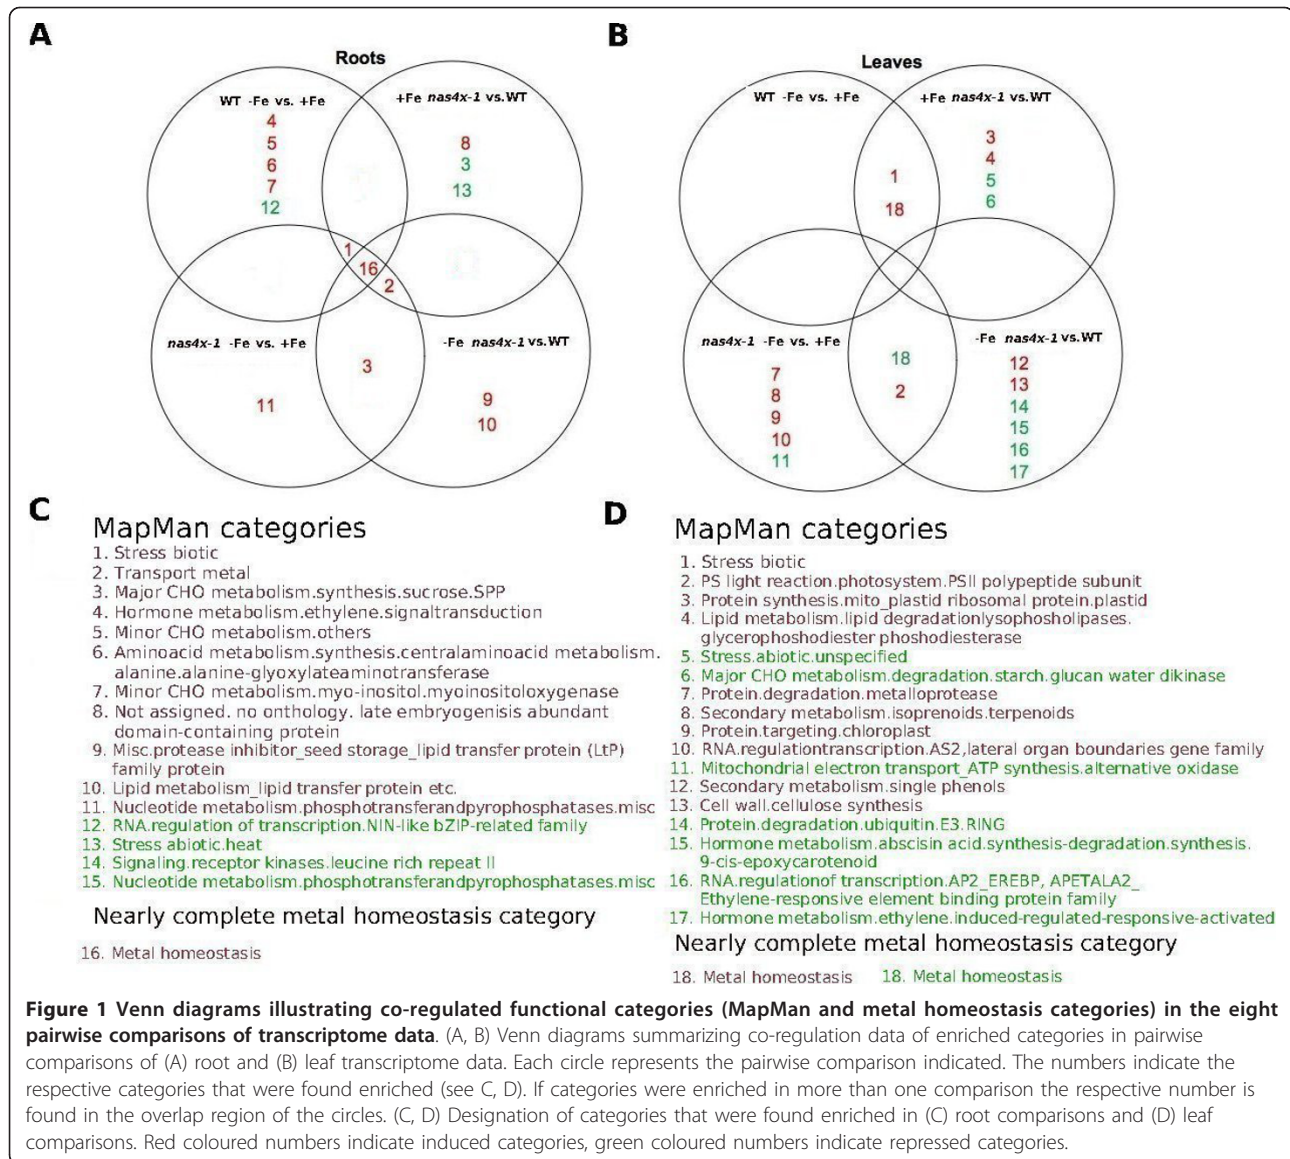 A
Roots
WT -Fe vs. +Fe
+Fe nas4x-1 vs.WT
4
5
6
7
12
8
3
13
1
16
2
nas4x-1 -Fe vs. +Fe
-Fe nas4x-1 vs.WT
3
11
9
10
B
Leaves
WT -Fe vs. +Fe
+Fe nas4x-1 vs.WT
3
4
5
6
1
18
nas4x-1 -Fe vs. +Fe
-Fe nas4x-1 vs.WT
18
2
7
8
9
10
11
12
13
14
15
16
17
C
MapMan categories
1. Stress biotic
2. Transport metal
3. Major CHO metabolism.synthesis.sucrose.SPP
4. Hormone metabolism.ethylene.signaltransduction
5. Minor CHO metabolism.others
6. Aminoacid metabolism.synthesis.centralaminoacid metabolism.
alanine.alanine-glyoxylateaminotransferase
7. Minor CHO metabolism.myo-inositol.myoinositoloxygenase
8. Not assigned. no onthology. late embryogenisis abundant
domain-containing protein
9. Misc.protease inhibitor_seed storage_lipid transfer protein (LtP)
family protein
10. Lipid metabolism_lipid transfer protein etc.
11. Nucleotide metabolism.phosphotransferandpyrophosphatases.misc
12. RNA.regulation of transcription.NIN-like bZIP-related family
13. Stress abiotic.heat
14. Signaling.receptor kinases.leucine rich repeat II
15. Nucleotide metabolism.phosphotransferandpyrophosphatases.misc
Nearly complete metal homeostasis category
16. Metal homeostasis
D
MapMan categories
1. Stress biotic
2. PS light reaction.photosystem.PSII polypeptide subunit
3. Protein synthesis.mito_plastid ribosomal protein.plastid
4. Lipid metabolism.lipid degradationlysophosholipases.
glycerophoshodiester phoshodiesterase
5. Stress.abiotic.unspecified
6. Major CHO metabolism.degradation.starch.glucan water dikinase
7. Protein.degradation.metalloprotease
8. Secondary metabolism.isoprenoids.terpenoids
9. Protein.targeting.chloroplast
10. RNA.regulationtranscription.AS2,lateral organ boundaries gene family
11. Mitochondrial electron transport_ATP synthesis.alternative oxidase
12. Secondary metabolism.single phenols
13. Cell wall.cellulose synthesis
14. Protein.degradation.ubiquitin.E3.RING
15. Hormone metabolism.abscisin acid.synthesis-degradation.synthesis.
9-cis-epoxycarotenoid
16. RNA.regulationof transcription.AP2_EREBP, APETALA2_
Ethylene-responsive element binding protein family
17. Hormone metabolism.ethylene.induced-regulated-responsive-activated
Nearly complete metal homeostasis category
18. Metal homeostasis 18. Metal homeostasis
Figure 1 Venn diagrams illustrating co-regulated functional categories (MapMan and metal homeostasis categories) in the eight
pairwise comparisons of transcriptome data. (A, B) Venn diagrams summarizing co-regulation data of enriched categories in pairwise
comparisons of (A) root and (B) leaf transcriptome data. Each circle represents the pairwise comparison indicated. The numbers indicate the
respective categories that were found enriched (see C, D). If categories were enriched in more than one comparison the respective number is
found in the overlap region of the circles. (C, D) Designation of categories that were found enriched in (C) root comparisons and (D) leaf
comparisons. Red coloured numbers indicate induced categories, green coloured numbers indicate repressed categories.